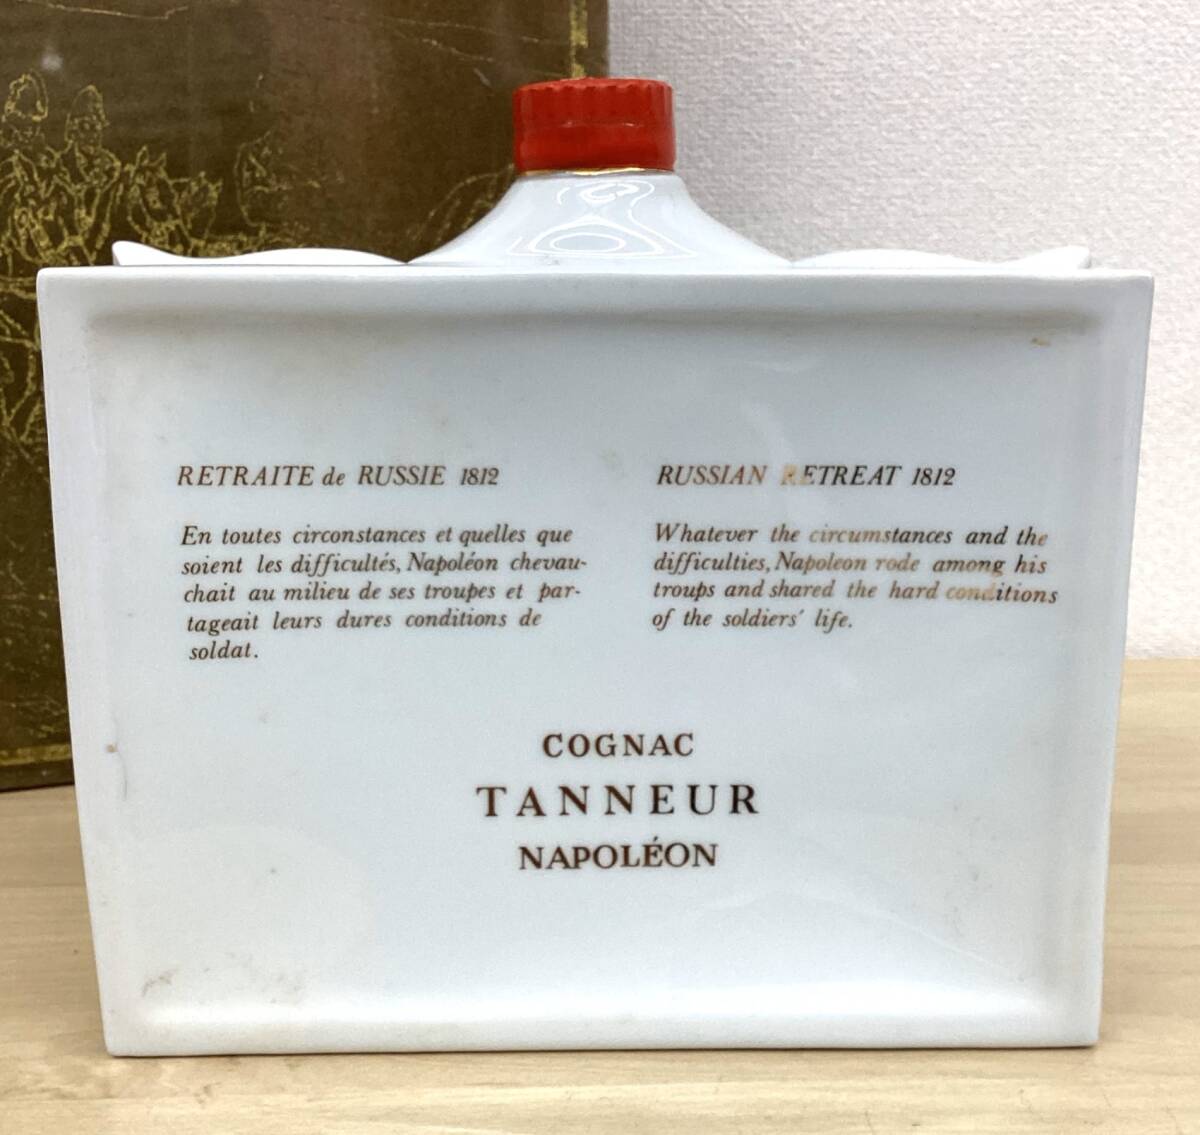 RETRAITE de RUSSIE 1812
En toutes circonstances et quelles que
soient les difficultés, Napoléon chevau-
chait au milieu de ses troupes et par-
tageait leurs dures conditions de
soldat.
RUSSIAN RETREAT 1812
Whatever the circumstances and the
difficulties, Napoleon rode among his
troups and shared the hard conditions
of the soldiers' life.
COGNAC
TANNEUR
NAPOLÉON